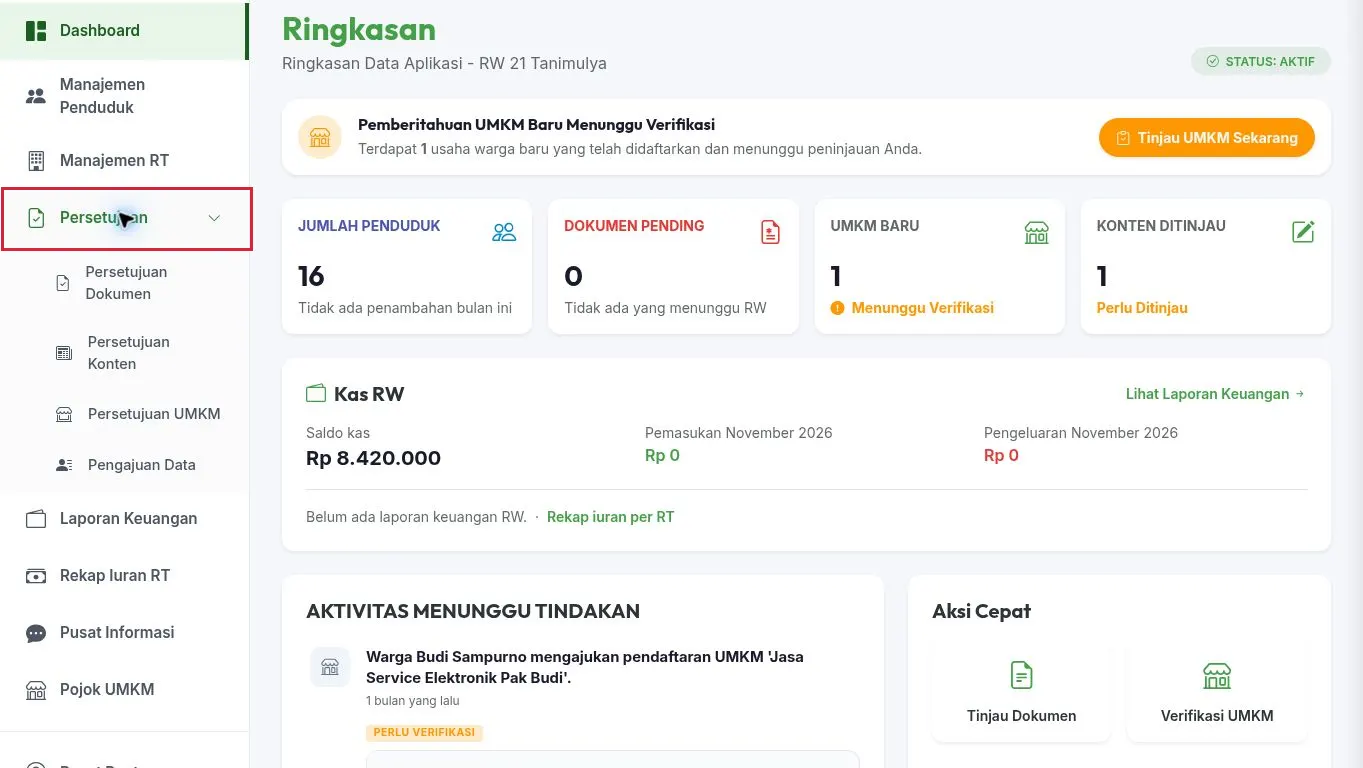 Dashboard
Manajemen
Penduduk
Manajemen RT
Persetujuan
Persetujuan
Dokumen
Persetujuan
Konten
Persetujuan UMKM
Pengajuan Data
Laporan Keuangan
Rekap Iuran RT
Pusat Informasi
Pojok UMKM
Ringkasan
Ringkasan Data Aplikasi - RW 21 Tanimulya
STATUS: AKTIF
Pemberitahuan UMKM Baru Menunggu Verifikasi
Terdapat 1 usaha warga baru yang telah didaftarkan dan menunggu peninjauan Anda.
Tinjau UMKM Sekarang
JUMLAH PENDUDUK
16
Tidak ada penambahan bulan ini
DOKUMEN PENDING
0
Tidak ada yang menunggu RW
UMKM BARU
1
Menunggu Verifikasi
KONTEN DITINJAU
1
Perlu Ditinjau
Kas RW
Lihat Laporan Keuangan →
Saldo kas
Rp 8.420.000
Pemasukan November 2026
Rp 0
Pengeluaran November 2026
Rp 0
Belum ada laporan keuangan RW. · Rekap iuran per RT
AKTIVITAS MENUNGGU TINDAKAN
Warga Budi Sampurno mengajukan pendaftaran UMKM 'Jasa
Service Elektronik Pak Budi'.
1 bulan yang lalu
PERLU VERIFIKASI
Aksi Cepat
Tinjau Dokumen
Verifikasi UMKM